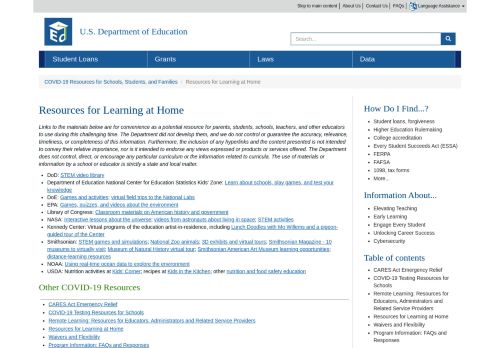 Skip to main content | About Us | Contact Us | FAQs | Language Assistance
U.S. Department of Education
Search...
Student Loans
Grants
Laws
Data
COVID-19 Resources for Schools, Students, and Families
Resources for Learning at Home
Resources for Learning at Home
Links to the materials below are for convenience as a potential resource for parents, students, schools, teachers, and other educators
to use during this challenging time. The Department did not develop them, and we do not control or guarantee the accuracy, relevance,
timeliness, or completeness of this information. Furthermore, the inclusion of any hyperlinks and the content presented is not intended
to convey their relative importance, nor is it intended to endorse any views expressed or products or services offered. The Department
does not control, direct, or encourage any particular curriculum or the information related to curricula. The use of materials or
information by a school or educator is strictly a state and local matter.
DoD: STEM video library
Department of Education National Center for Education Statistics Kids' Zone: Learn about schools, play games, and test your
knowledge
DoE: Games and activities; virtual field trips to the National Labs
EPA: Games, quizzes, and videos about the environment
Library of Congress: Classroom materials on American history and government
NASA: Interactive lessons about the universe; videos from astronauts about living in space; STEM activities
Kennedy Center: Virtual programs of the education artist-in-residence, including Lunch Doodles with Mo Willems and a pigeon-
guided tour of the Center
Smithsonian: STEM games and simulations; National Zoo animals; 3D exhibits and virtual tours; Smithsonian Magazine - 10
museums to virtually visit; Museum of Natural History virtual tour; Smithsonian American Art Museum learning opportunities;
distance-learning resources
NOAA: Using real-time ocean data to explore the environment
USDA: Nutrition activities at Kids' Corner; recipes at Kids in the Kitchen; other nutrition and food safety education
Other COVID-19 Resources
CARES Act Emergency Relief
COVID-19 Testing Resources for Schools
Remote Learning: Resources for Educators, Administrators and Related Service Providers
Resources for Learning at Home
Waivers and Flexibility
Program Information: FAQs and Responses
How Do I Find...?
Student loans, forgiveness
Higher Education Rulemaking
College accreditation
Every Student Succeeds Act (ESSA)
FERPA
FAFSA
1098, tax forms
More...
Information About...
Elevating Teaching
Early Learning
Engage Every Student
Unlocking Career Success
Cybersecurity
Table of contents
CARES Act Emergency Relief
COVID-19 Testing Resources for
Schools
Remote Learning: Resources for
Educators, Administrators and
Related Service Providers
Resources for Learning at Home
Waivers and Flexibility
Program Information: FAQs and
Responses